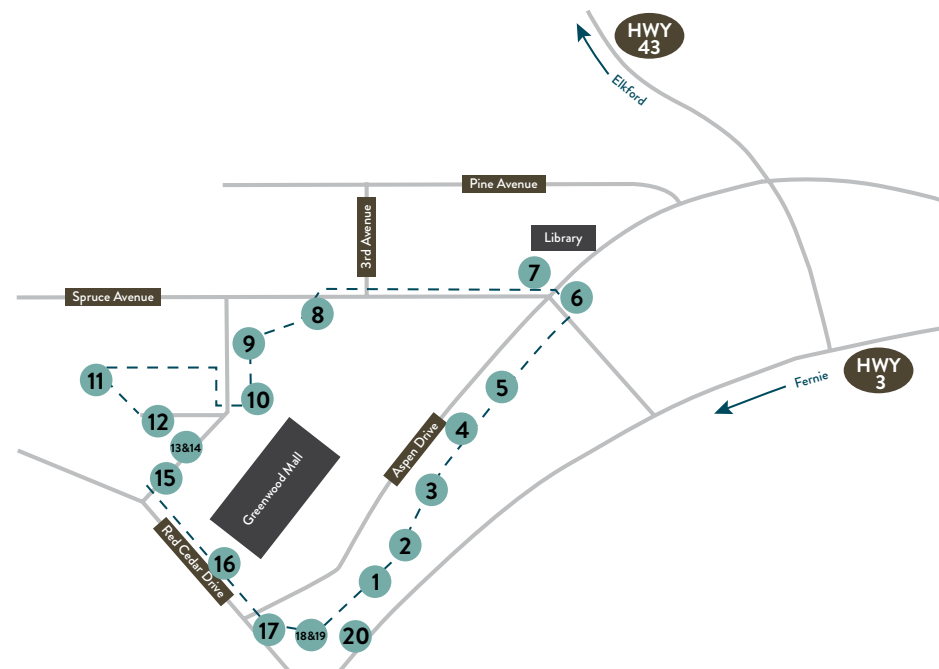 HWY
43
Elkford
Pine Avenue
3rd Avenue
Library
7
6
Spruce Avenue
8
9
HWY
3
Fernie
11
10
5
12
4
13&14
Aspen Drive
15
3
Greenwood Mall
2
16
Red Cedar Drive
1
17
18&19
20